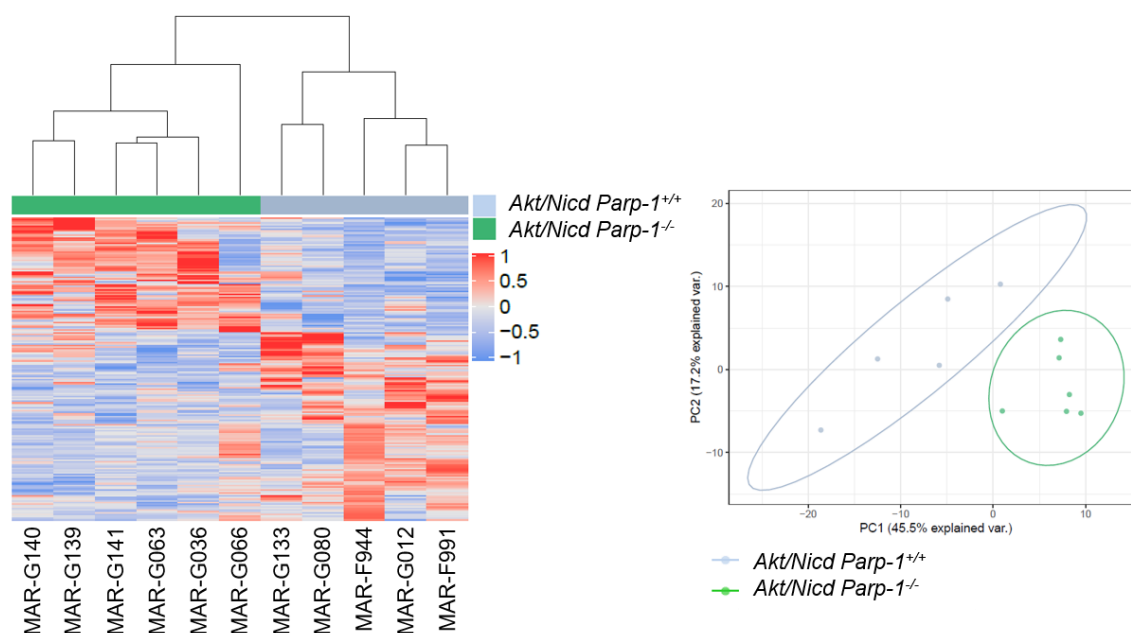 Akt/Nicd Parp-1+/+
Akt/Nicd Parp-1-/-
1
0.5
0
−0.5
−1
MAR-G140
MAR-G139
MAR-G141
MAR-G063
MAR-G036
MAR-G066
MAR-G133
MAR-G080
MAR-F944
MAR-G012
MAR-F991
PC2 (17.2% explained var.)
20
10
0
−10
−20
−10
0
10
PC1 (45.5% explained var.)
Akt/Nicd Parp-1+/+
Akt/Nicd Parp-1-/-